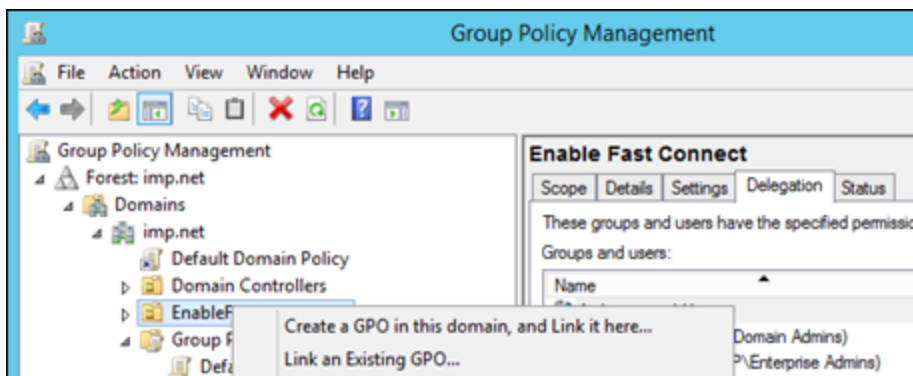 Group Policy Management
File Action View Window Help
Group Policy Management
Forest: imp.net
Domains
imp.net
Default Domain Policy
Domain Controllers
Group
Create a GPO in this domain, and Link it here...
Link an Existing GPO...
Enable Fast Connect
Scope Details Settings Delegation Status
These groups and users have the specified
Groups and users:
Name
Domain Admins)
\Enterprise Admins)